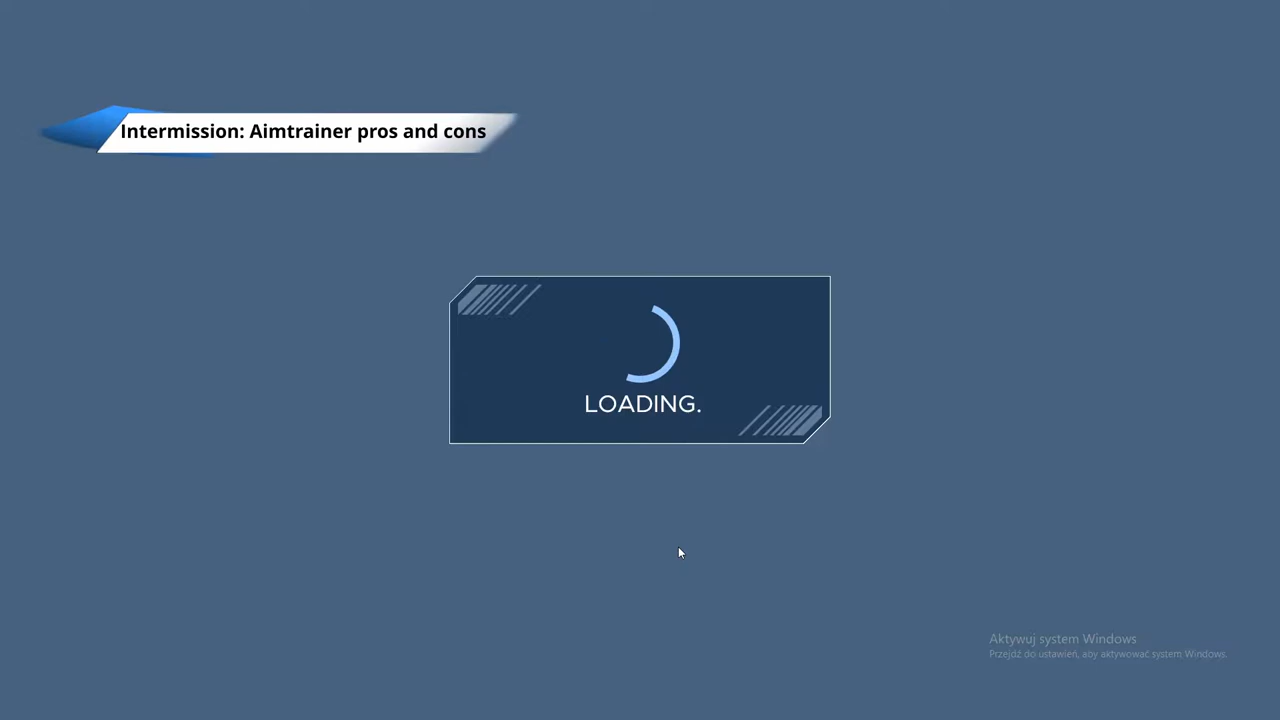 Intermission: Aimtrainer pros and cons
LOADING.
Aktywuj system Windows
Przejdź do ustawień, aby aktywować system Windows.